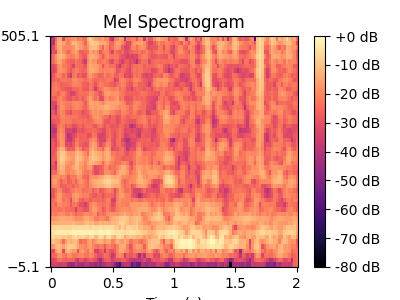 Mel Spectrogram
505.1
−5.1
0
0.5
1
1.5
2
+0 dB
-10 dB
-20 dB
-30 dB
-40 dB
-50 dB
-60 dB
-70 dB
-80 dB